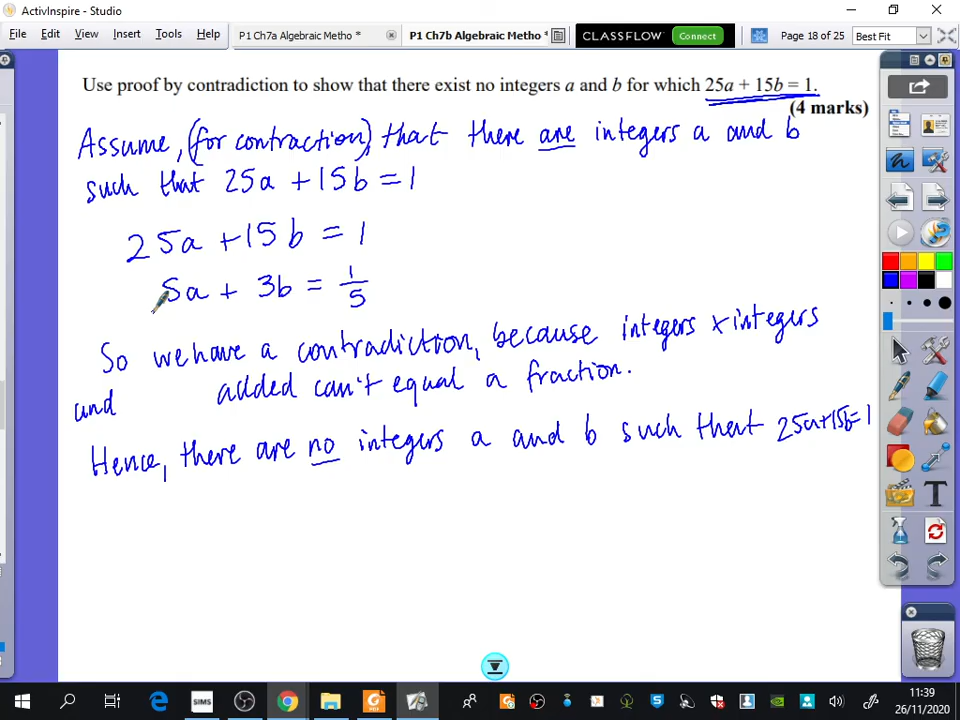 ActivInspire - Studio
File Edit View Insert Tools Help
P1 Ch7a Algebraic Metho *
P1 Ch7b Algebraic Metho *
CLASSFLOW Connect
Page 18 of 25
Best Fit
Use proof by contradiction to show that there exist no integers a and b for which 25a + 15b = 1.
(4 marks)
Assume, (for contraction), that there are integers a and b
such that 25a + 15b = 1
25a + 15b = 1
5a + 3b = 1/5
So we have a contradiction, because integers x integers
and added can't equal a fraction.
Hence, there are no integers a and b such that 25a+15b=1
T
SIMS
11:39
26/11/2020